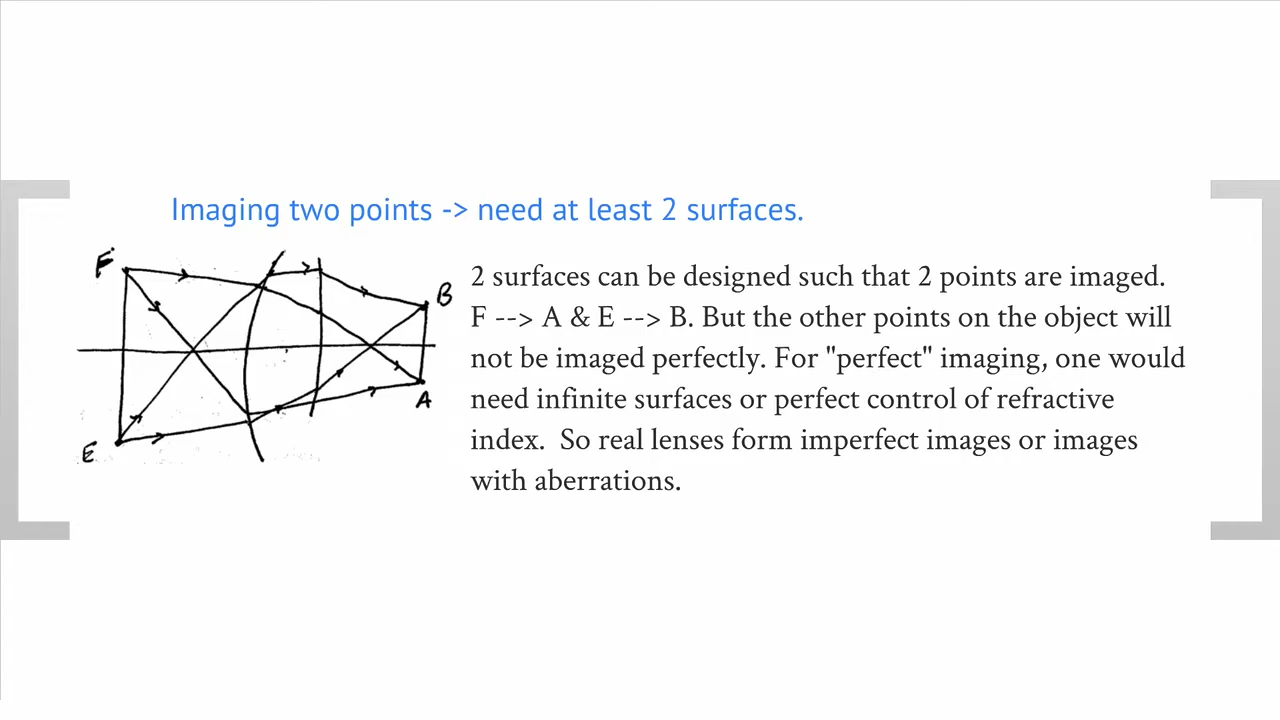 Imaging two points -> need at least 2 surfaces.
F
B
A
E
2 surfaces can be designed such that 2 points are imaged.
F --> A & E --> B. But the other points on the object will
not be imaged perfectly. For "perfect" imaging, one would
need infinite surfaces or perfect control of refractive
index.  So real lenses form imperfect images or images
with aberrations.